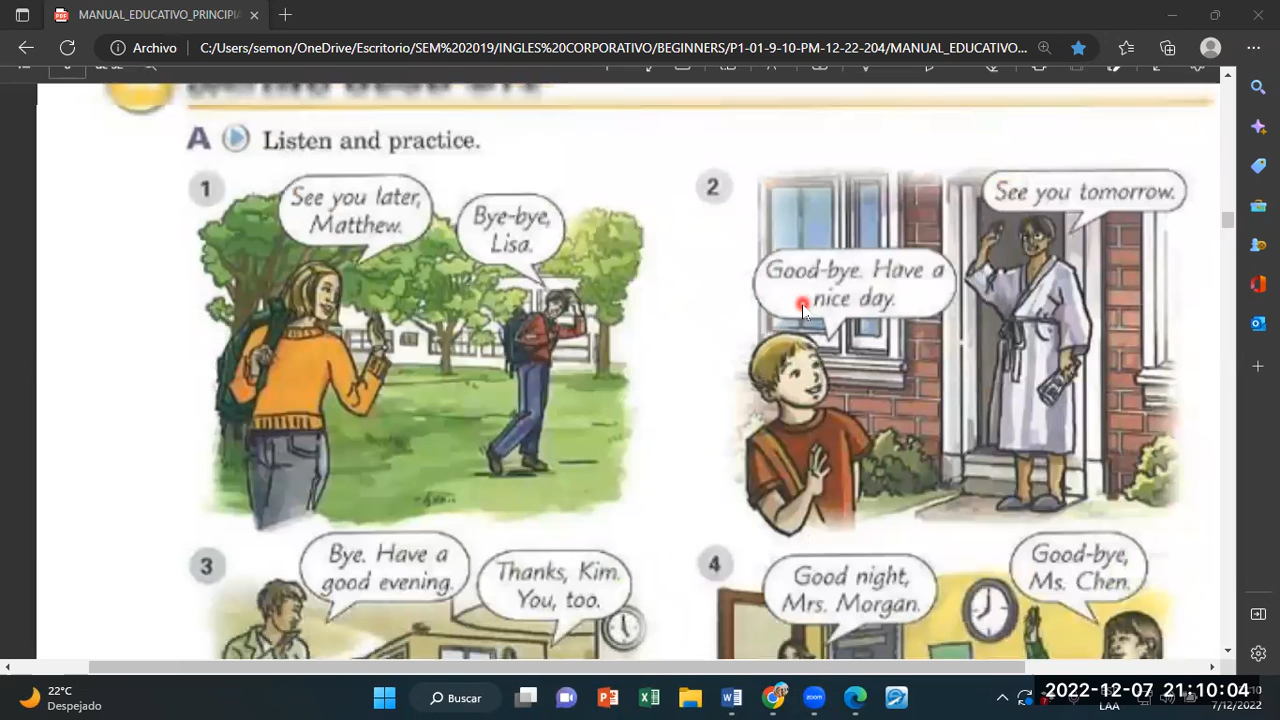 MANUAL_EDUCATIVO_PRINCIPIA
Archivo
C:/Users/semon/OneDrive/Escritorio/SEM%202019/INGLES%20CORPORATIVO/BEGINNERS/P1-01-9-10-PM-12-22-204/MANUAL_EDUCATIVO...
A Listen and practice.
1
See you later,
Matthew.
Bye-bye,
Lisa.
2
See you tomorrow.
Good-bye. Have a
nice day.
3
Bye. Have a
good evening.
Thanks, Kim.
You, too.
4
Good night,
Mrs. Morgan.
Good-bye,
Ms. Chen.
22°C
Despejado
Buscar
2022-12-07 21:10:04
LAA
7/12/2022